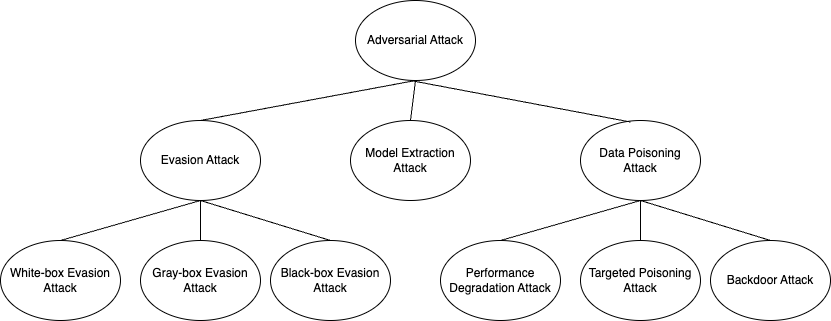 Adversarial Attack
Evasion Attack
Model Extraction
Attack
Data Poisoning
Attack
White-box Evasion
Attack
Gray-box Evasion
Attack
Black-box Evasion
Attack
Performance
Degradation Attack
Targeted Poisoning
Attack
Backdoor Attack